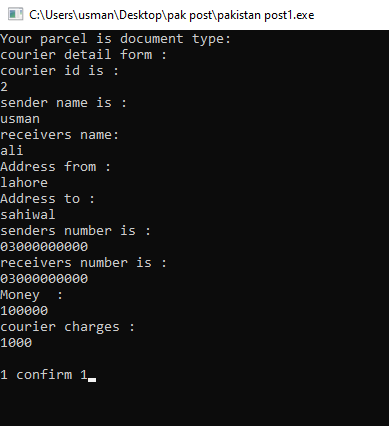 C:\Users\usman\Desktop\pak post\pakistan post1.exe
Your parcel is document type:
courier detail form :
courier id is :
2
sender name is :
usman
receivers name:
ali
Address from :
lahore
Address to :
sahiwal
senders number is :
03000000000
receivers number is :
03000000000
Money  :
100000
courier charges :
1000
1 confirm 1